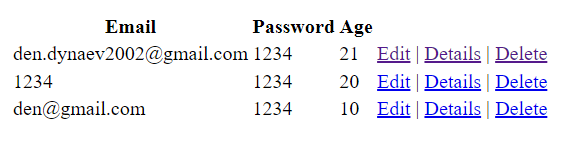 Email Password Age
den.dynaev2002@gmail.com 1234 21 Edit | Details | Delete
1234 1234 20 Edit | Details | Delete
den@gmail.com 1234 10 Edit | Details | Delete